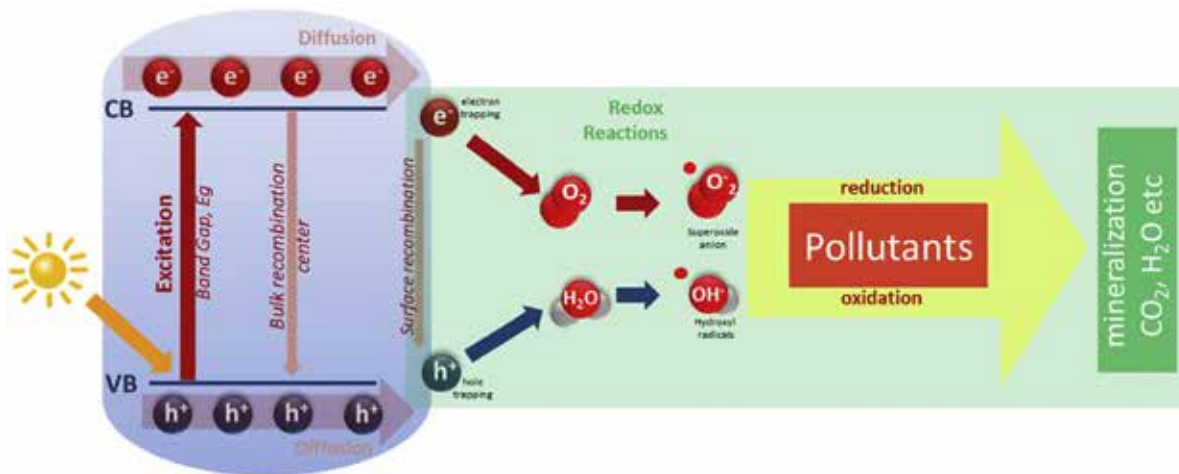 Diffusion
e⁻ e⁻ e⁻ e⁻
CB
Excitation
Band Gap, Eg
Bulk recombination
center
Surface recombination
e⁻
electron
trapping
Redox
Reactions
O₂
O⁻₂
Superoxide
anion
H₂O
OH⁻
Hydroxyl
radicals
h⁺
hole
trapping
VB
h⁺ h⁺ h⁺ h⁺
Diffusion
reduction
Pollutants
oxidation
mineralization
CO₂, H₂O etc